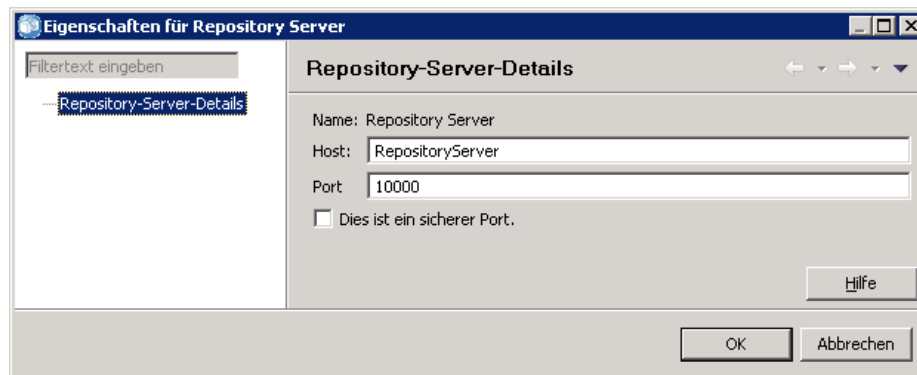 Eigenschaften für Repository Server
Filtertext eingeben
Repository-Server-Details
Repository-Server-Details
Name: Repository Server
Host: RepositoryServer
Port 10000
Dies ist ein sicherer Port.
Hilfe
OK Abbrechen